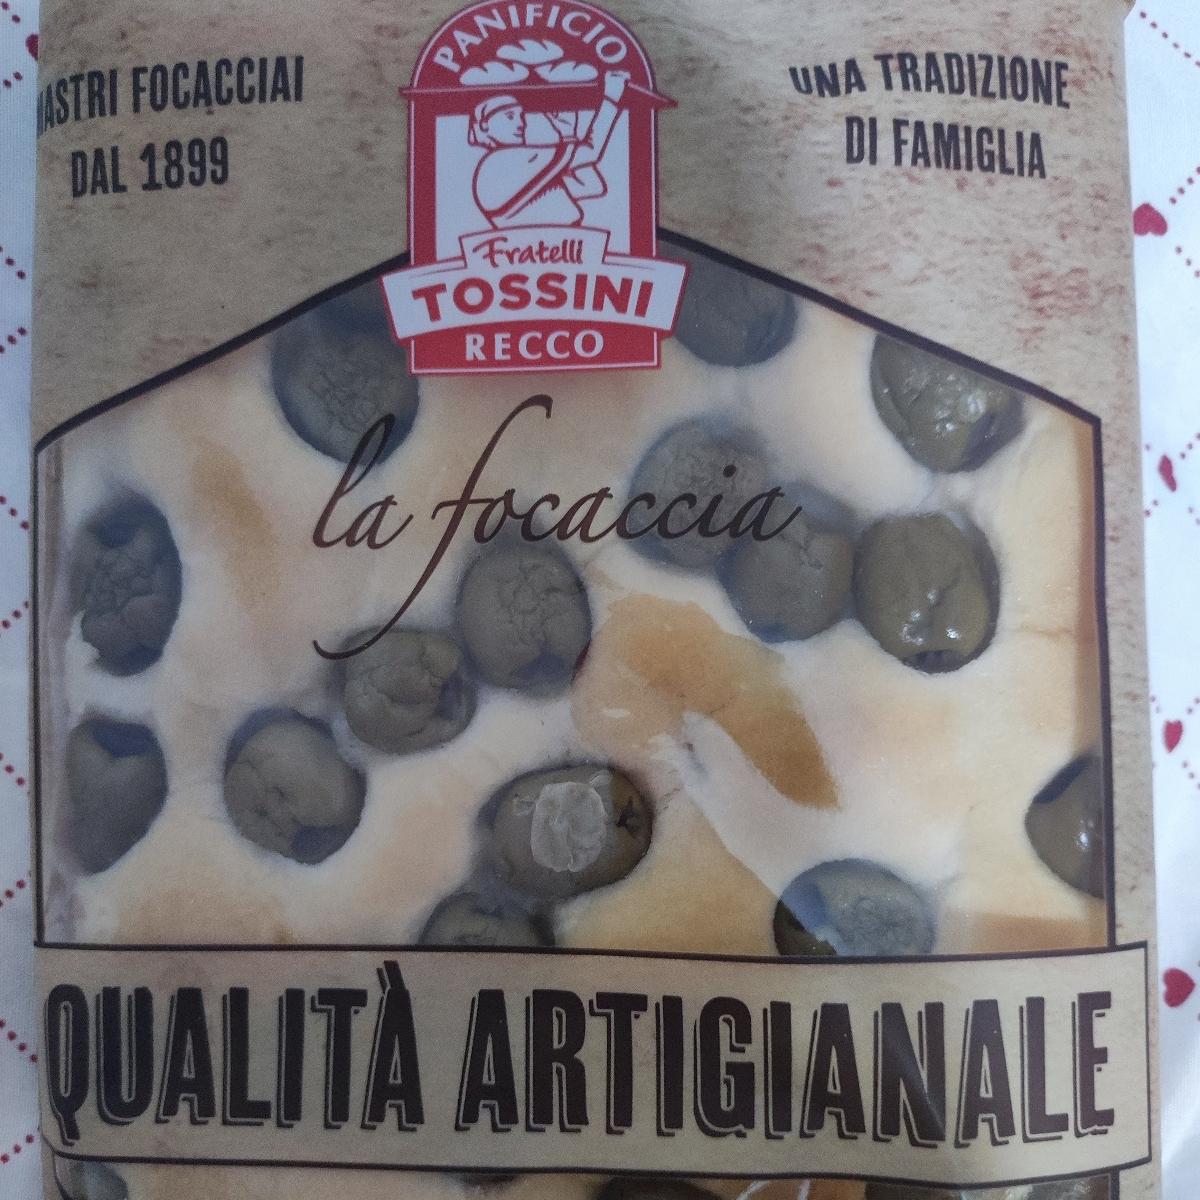 MASTRI FOCACCIAI
DAL 1899
PANIFICIO
Fratelli
TOSSINI
RECCO
UNA TRADIZIONE
DI FAMIGLIA
la focaccia
QUALITÀ ARTIGIANALE